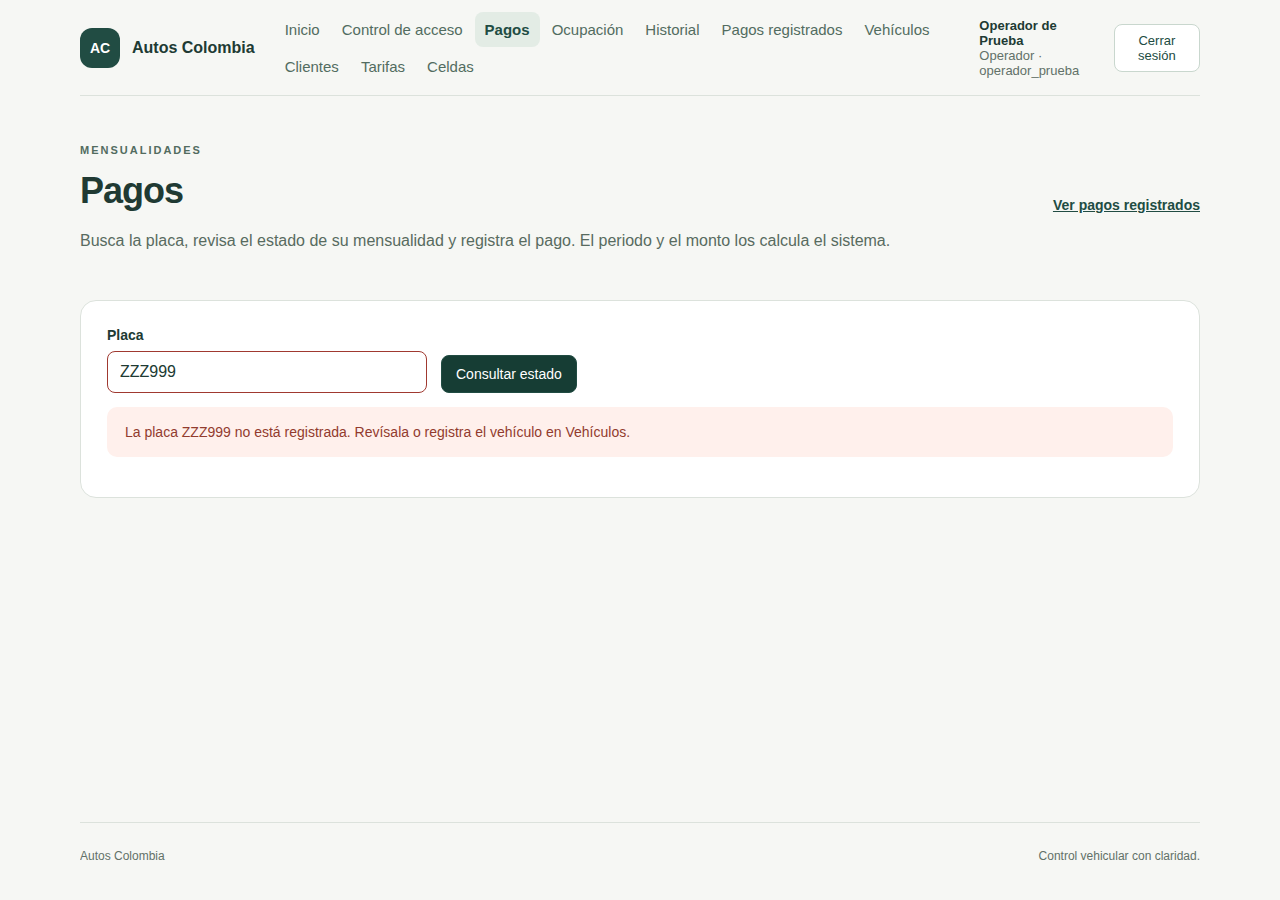 AC
Autos Colombia
Inicio
Control de acceso
Pagos
Ocupación
Historial
Pagos registrados
Vehículos
Clientes
Tarifas
Celdas
Operador de
Prueba
Operador ·
operador_prueba
Cerrar
sesión
MENSUALIDADES
Pagos
Ver pagos registrados
Busca la placa, revisa el estado de su mensualidad y registra el pago. El periodo y el monto los calcula el sistema.
Placa
ZZZ999
Consultar estado
La placa ZZZ999 no está registrada. Revísala o registra el vehículo en Vehículos.
Autos Colombia
Control vehicular con claridad.